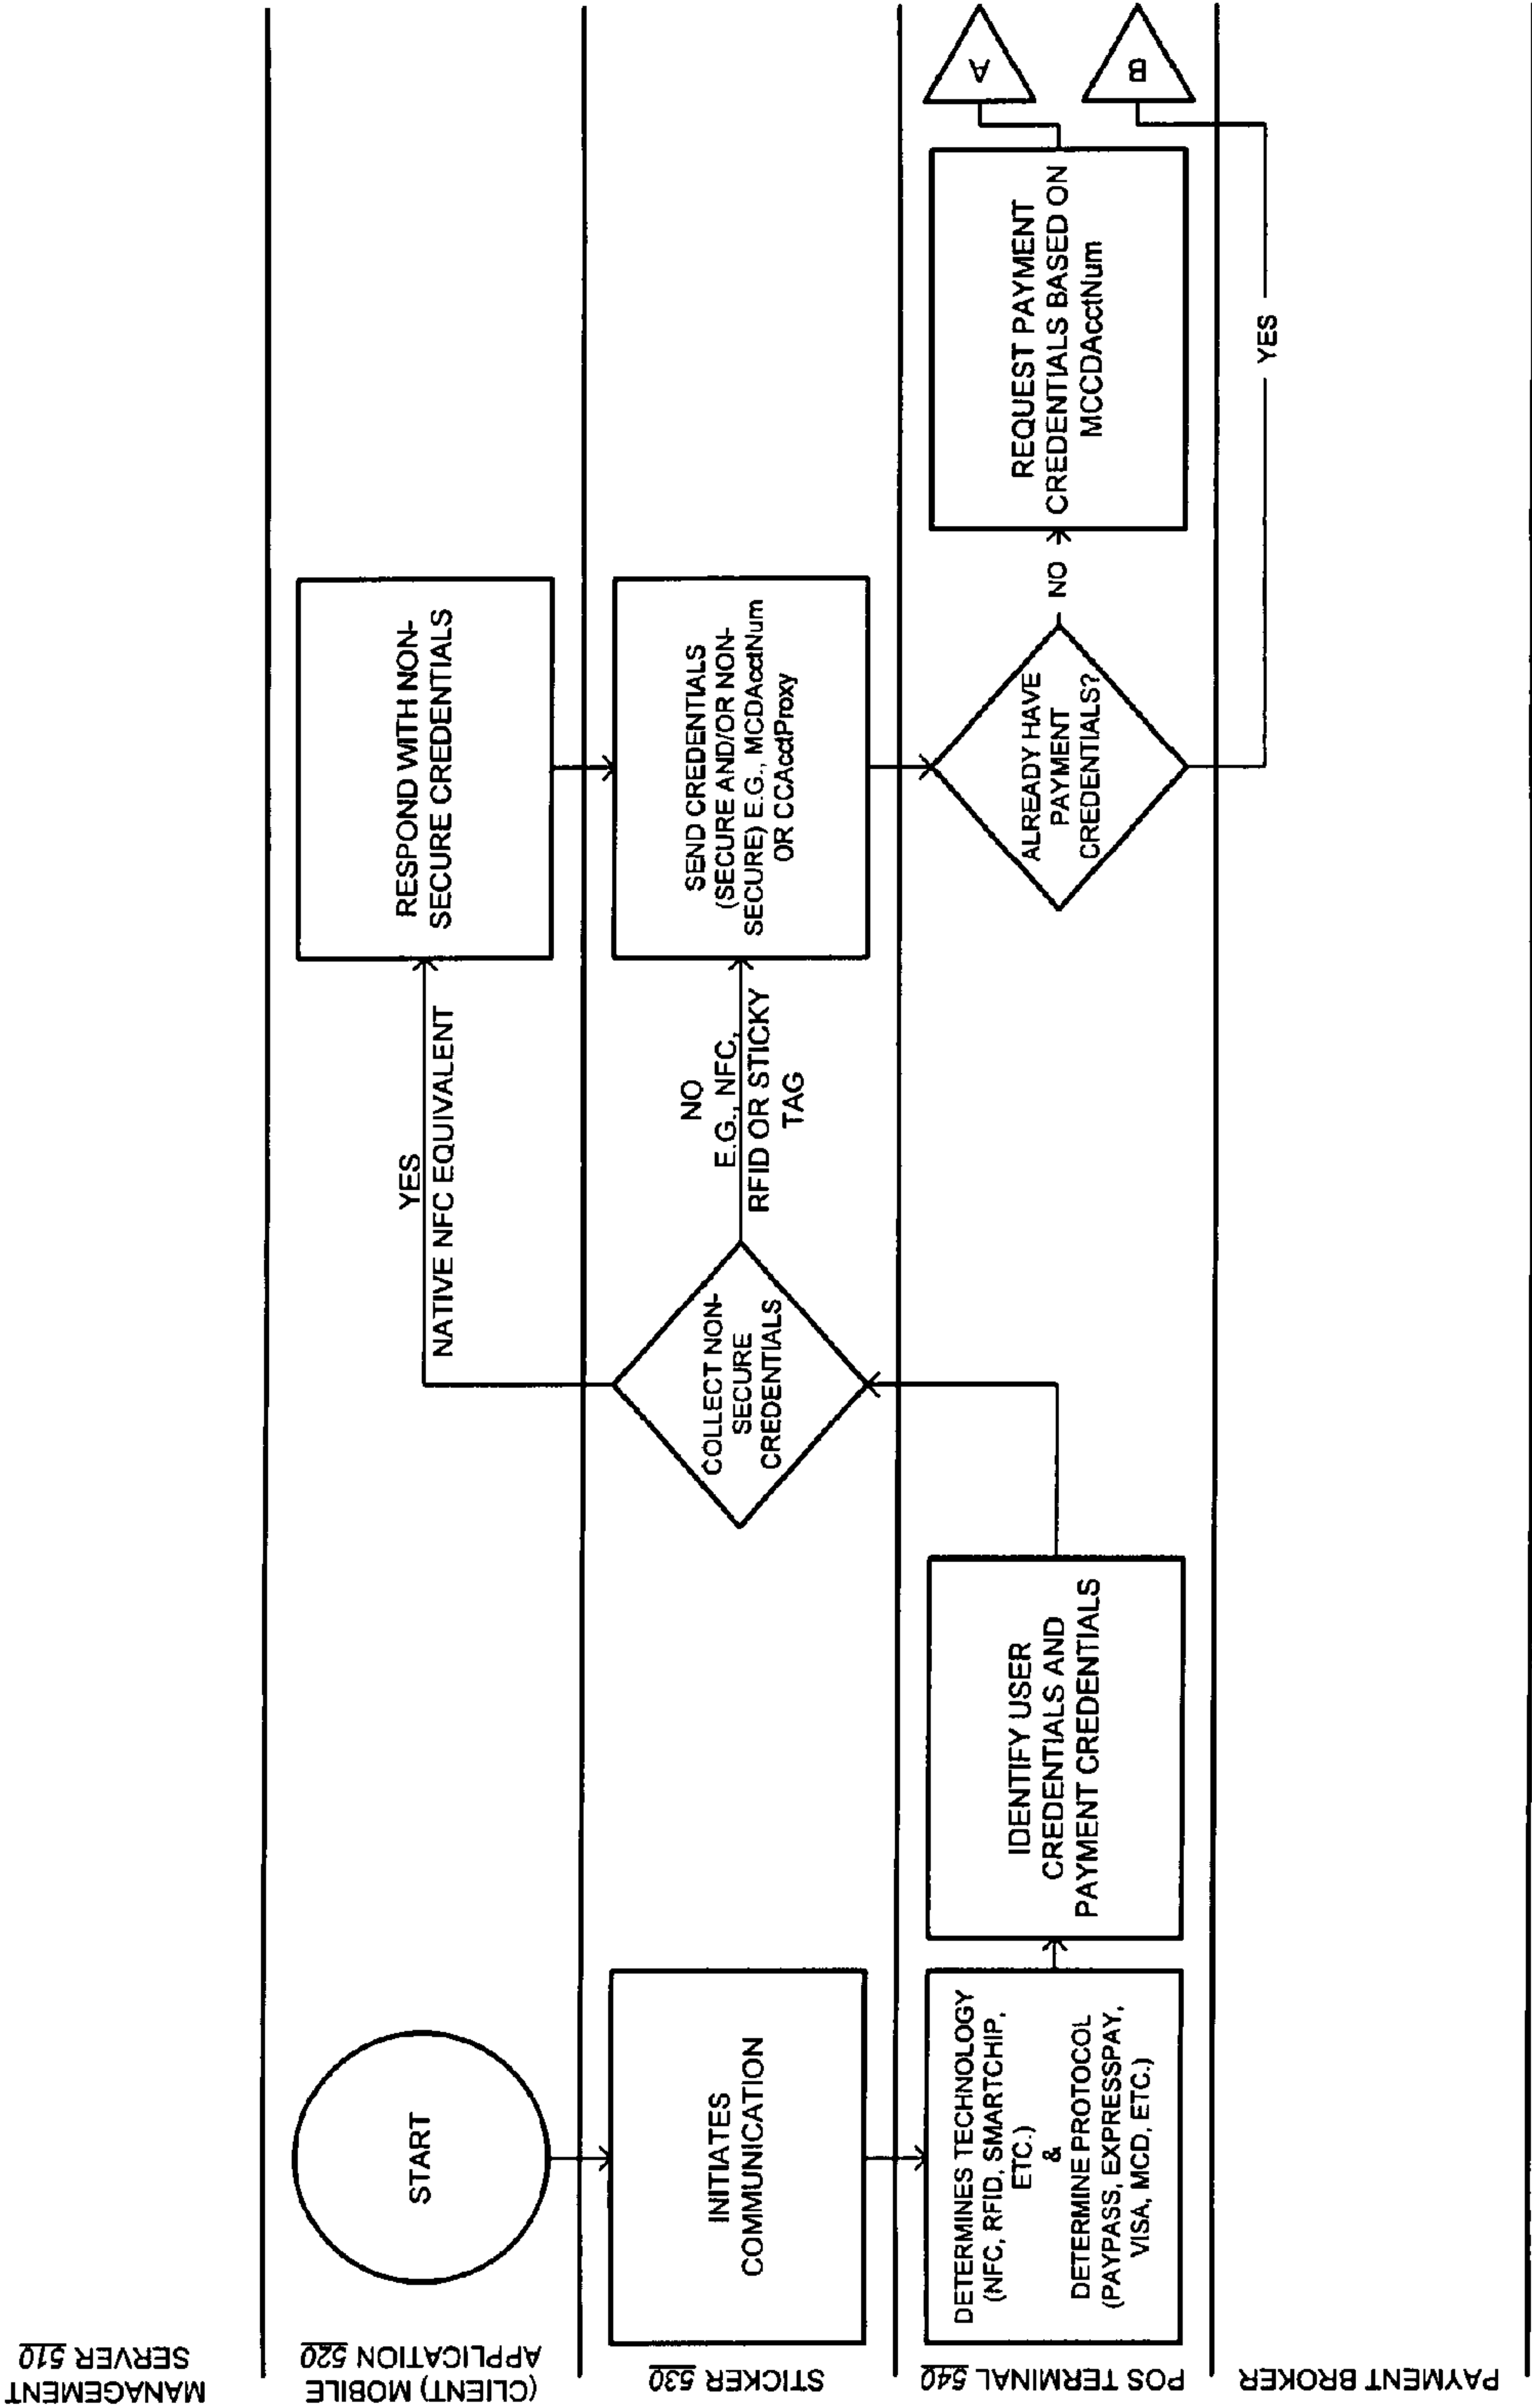 MANAGEMENT
SERVER 510
(CLIENT) MOBILE
APPLICATION 520
START
YES
NATIVE NFC EQUIVALENT
RESPOND WITH NON-
SECURE CREDENTIALS
STICKER 530
INITIATES
COMMUNICATION
COLLECT NON-
SECURE
CREDENTIALS
NO
E.G., NFC,
RFID OR STICKY
TAG
SEND CREDENTIALS
(SECURE AND/OR NON-
SECURE) E.G., MCDAcctNum
OR CCAcctProxy
POS TERMINAL 540
DETERMINES TECHNOLOGY
(NFC, RFID, SMARTCHIP,
ETC.)
&
DETERMINE PROTOCOL
(PAYPASS, EXPRESSPAY,
VISA, MCD, ETC.)
IDENTIFY USER
CREDENTIALS AND
PAYMENT CREDENTIALS
ALREADY HAVE
PAYMENT
CREDENTIALS?
NO
REQUEST PAYMENT
CREDENTIALS BASED ON
MCCDAcctNum
A
B
PAYMENT BROKER
YES